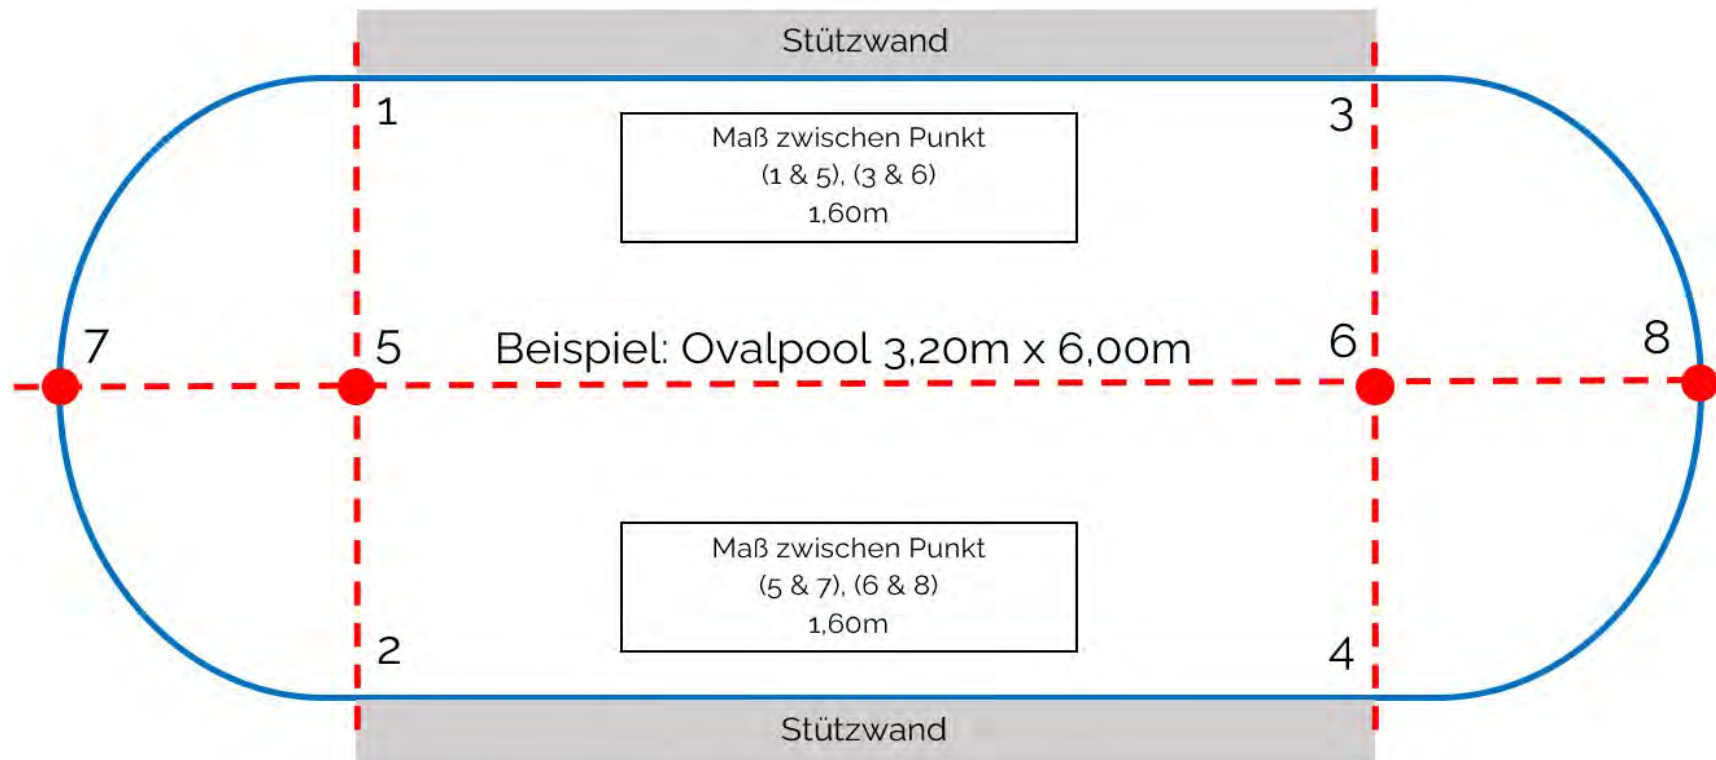 Stützwand
1
3
Maß zwischen Punkt
(1 & 5), (3 & 6)
1,60m
7
5
Beispiel: Ovalpool 3,20m x 6,00m
6
8
Maß zwischen Punkt
(5 & 7), (6 & 8)
1,60m
2
4
Stützwand